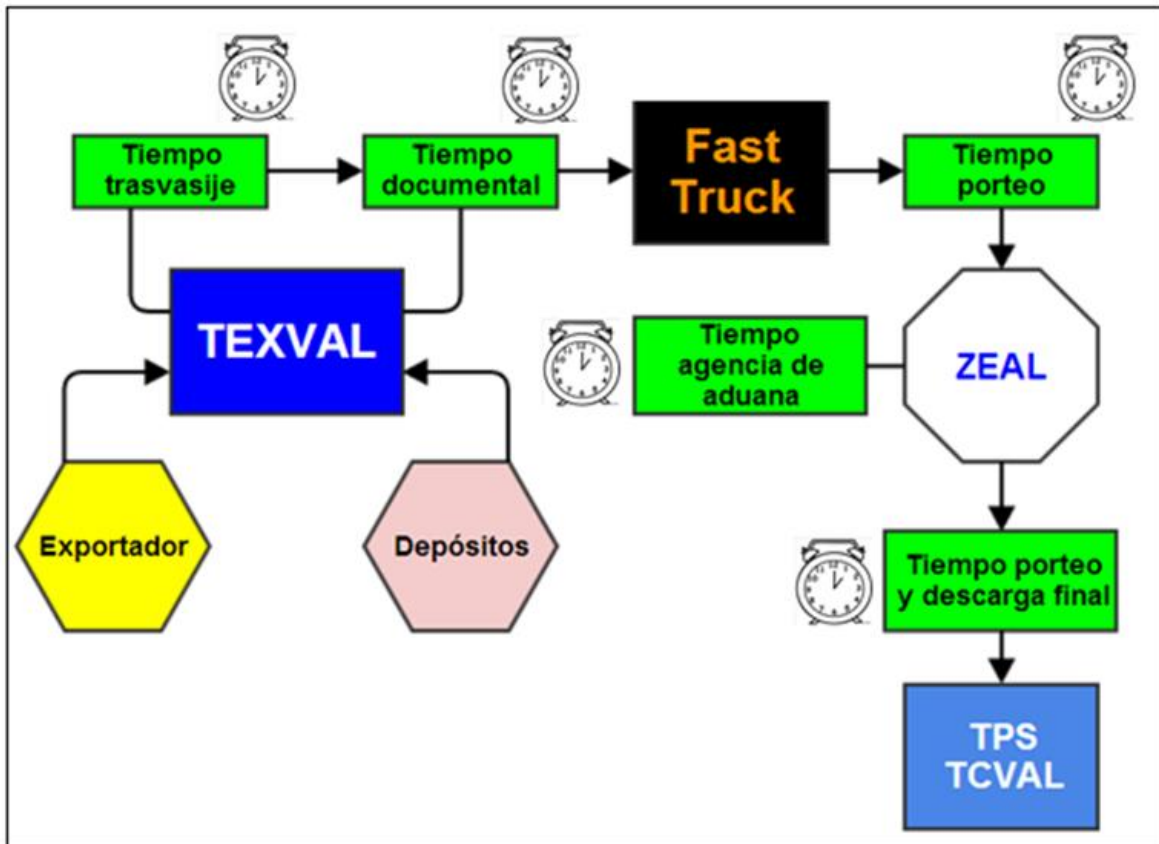 Tiempo
trasvasije
Tiempo
documental
Fast
Truck
Tiempo
porteo
TEXVAL
Tiempo
agencia de
aduana
ZEAL
Exportador
Depósitos
Tiempo porteo
y descarga final
TPS
TCVAL